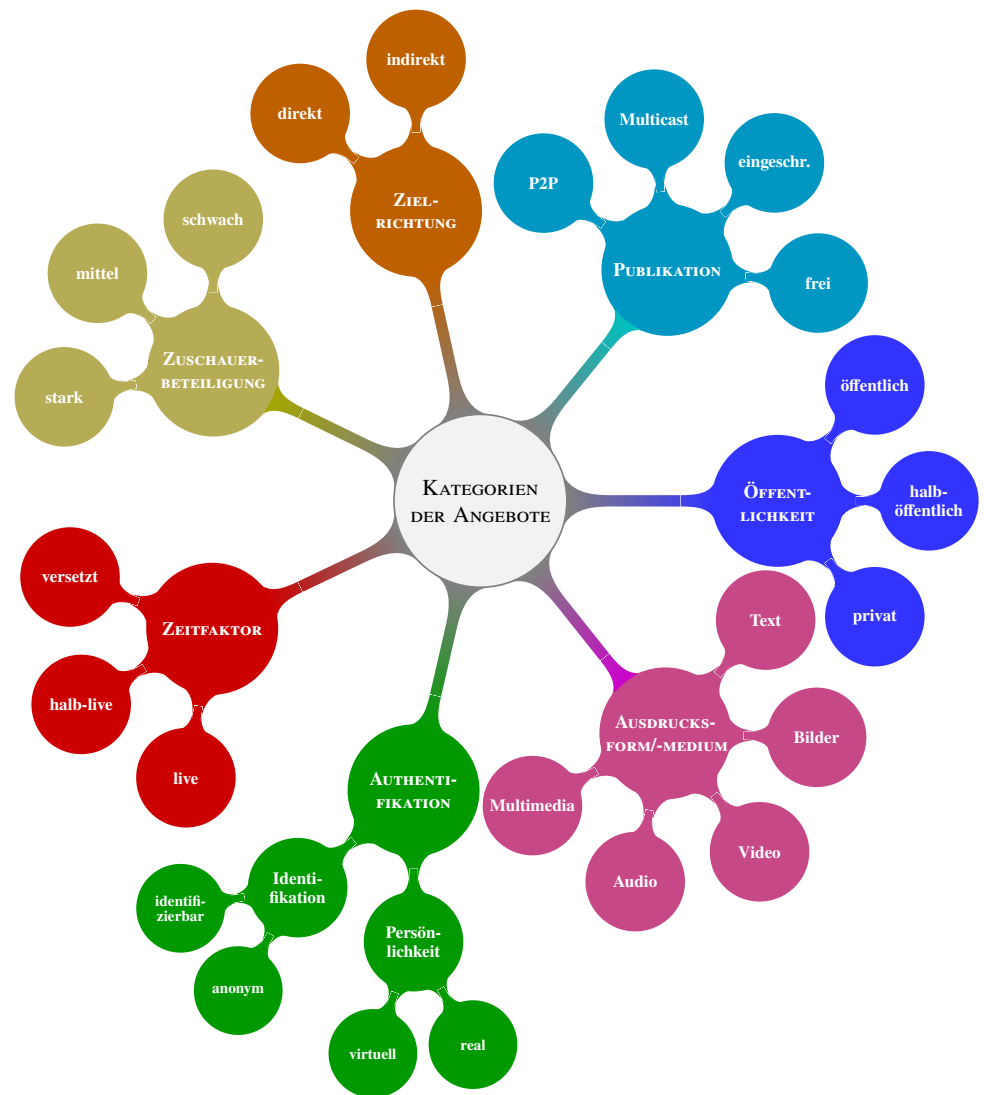 Kategorien
der Angebote
indirekt
direkt
Ziel-
richtung
Multicast
P2P
eingeschr.
Publikation
frei
öffentlich
Öffent-
lichkeit
halb-
öffentlich
privat
Text
Ausdrucks-
form/-medium
Bilder
Video
Audio
Multimedia
Authenti-
fikation
Identi-
fikation
identifi-
zierbar
anonym
Persön-
lichkeit
virtuell
real
Zeitfaktor
versetzt
halb-live
live
Zuschauer-
beteiligung
schwach
mittel
stark